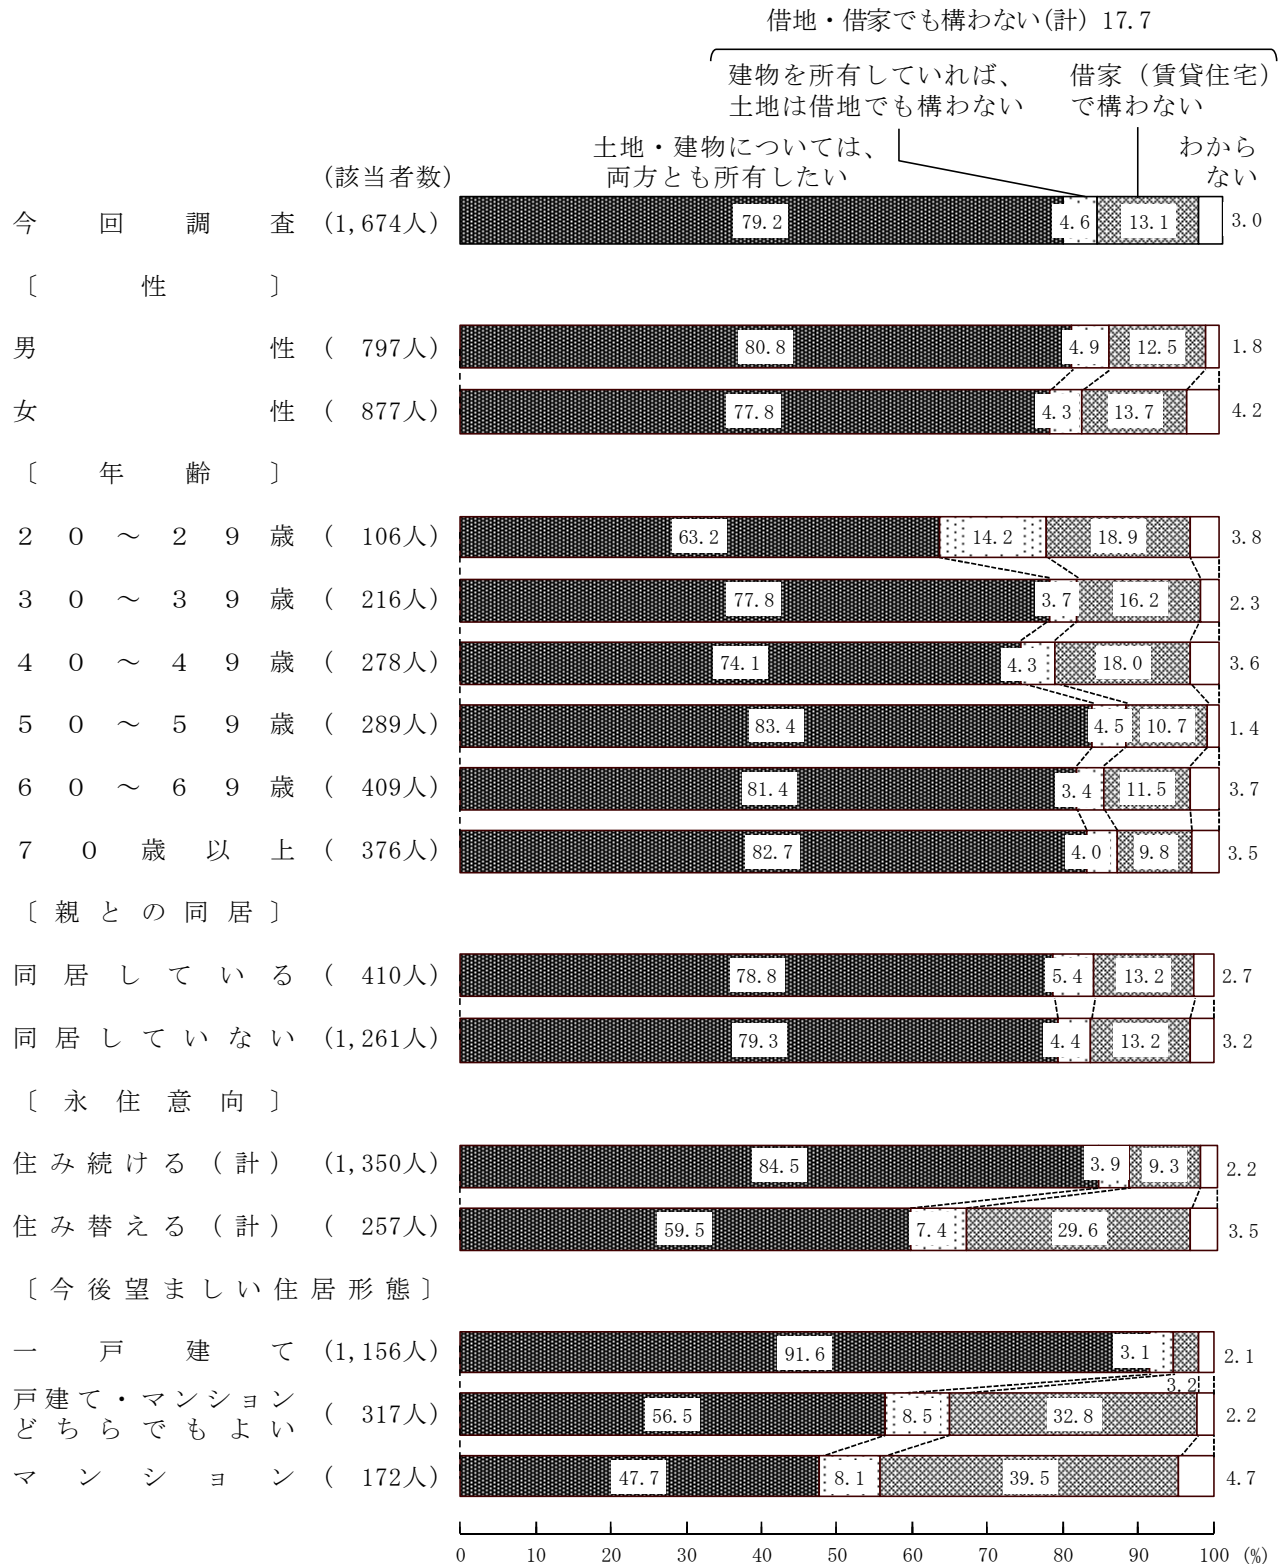 借地・借家でも構わない(計) 17.7
建物を所有していれば、
土地は借地でも構わない
借家（賃貸住宅）
で構わない
土地・建物については、
両方とも所有したい
わから
ない
(該当者数)
今回調査 (1,674人) 79.2 4.6 13.1 3.0
〔性〕
男性 (797人) 80.8 4.9 12.5 1.8
女性 (877人) 77.8 4.3 13.7 4.2
〔年齢〕
２０～２９歳 (106人) 63.2 14.2 18.9 3.8
３０～３９歳 (216人) 77.8 3.7 16.2 2.3
４０～４９歳 (278人) 74.1 4.3 18.0 3.6
５０～５９歳 (289人) 83.4 4.5 10.7 1.4
６０～６９歳 (409人) 81.4 3.4 11.5 3.7
７０歳以上 (376人) 82.7 4.0 9.8 3.5
〔親との同居〕
同居している (410人) 78.8 5.4 13.2 2.7
同居していない (1,261人) 79.3 4.4 13.2 3.2
〔永住意向〕
住み続ける（計） (1,350人) 84.5 3.9 9.3 2.2
住み替える（計） (257人) 59.5 7.4 29.6 3.5
〔今後望ましい住居形態〕
一戸建て (1,156人) 91.6 3.1 3.2 2.1
戸建て・マンション
どちらでもよい (317人) 56.5 8.5 32.8 2.2
マンション (172人) 47.7 8.1 39.5 4.7
0 10 20 30 40 50 60 70 80 90 100 (%)